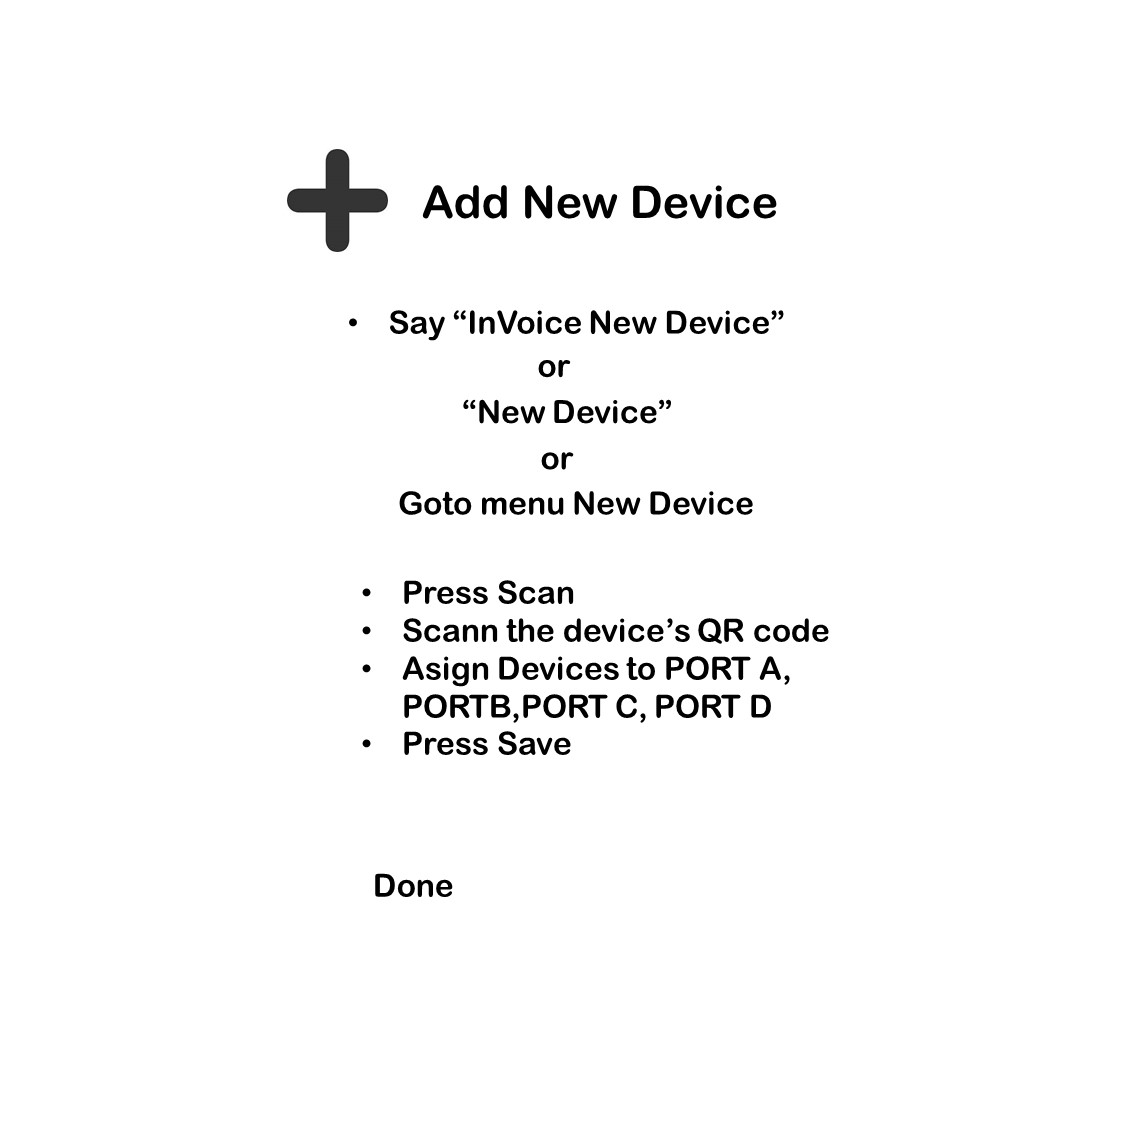 Add New Device
• Say “InVoice New Device”
or
“New Device”
or
Goto menu New Device
• Press Scan
• Scann the device’s QR code
• Asign Devices to PORT A,
PORTB,PORT C, PORT D
• Press Save
Done